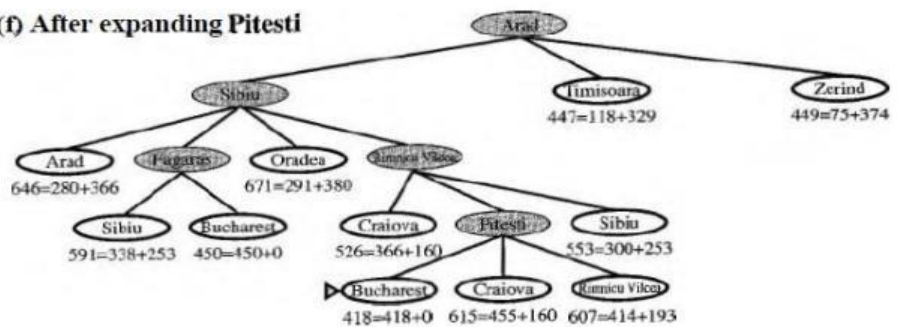 (f) After expanding Pitesti
Arad
Sibiu
Timisoara
Zerind
447=118+329
449=75+374
Arad
Fagaras
Oradea
Rimnicu Vilcea
646=280+366
671=291+380
Sibiu
Bucharest
Craiova
Pitesti
Sibiu
591=338+253
450=450+0
526=366+160
553=300+253
Bucharest
Craiova
Rimnicu Vilcea
418=418+0
615=455+160
607=414+193